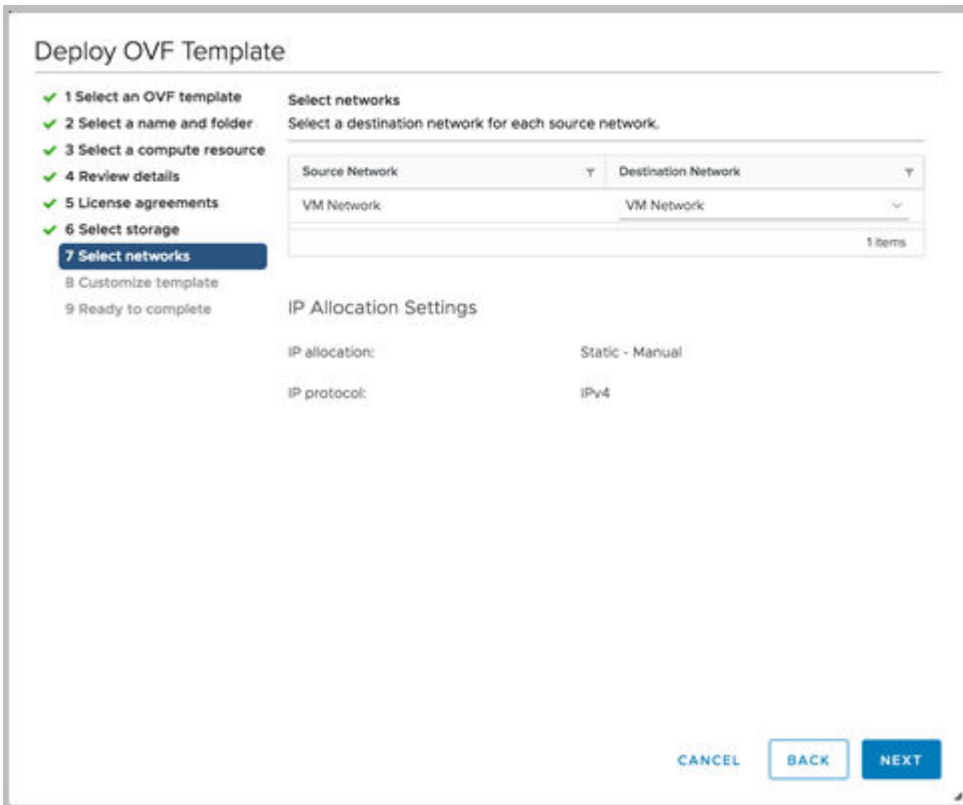 Deploy OVF Template
1 Select an OVF template
2 Select a name and folder
3 Select a compute resource
4 Review details
5 License agreements
6 Select storage
7 Select networks
8 Customize template
9 Ready to complete
Select networks
Select a destination network for each source network.
Source Network Destination Network
VM Network VM Network
1 items
IP Allocation Settings
IP allocation: Static - Manual
IP protocol: IPv4
CANCEL BACK NEXT